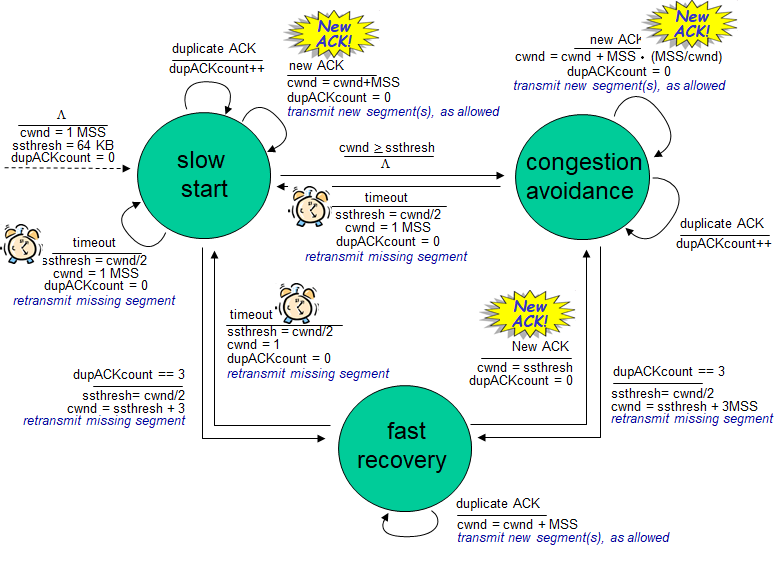 duplicate ACK
dupACKcount++
New
ACK!
new ACK
cwnd = cwnd+MSS
dupACKcount = 0
transmit new segment(s), as allowed
New
ACK!
new ACK
cwnd = cwnd + MSS • (MSS/cwnd)
dupACKcount = 0
transmit new segment(s), as allowed
Λ
cwnd = 1 MSS
ssthresh = 64 KB
dupACKcount = 0
slow
start
cwnd ≥ ssthresh
Λ
congestion
avoidance
timeout
ssthresh = cwnd/2
cwnd = 1 MSS
dupACKcount = 0
retransmit missing segment
duplicate ACK
dupACKcount++
timeout
ssthresh = cwnd/2
cwnd = 1 MSS
dupACKcount = 0
retransmit missing segment
timeout
ssthresh = cwnd/2
cwnd = 1
dupACKcount = 0
retransmit missing segment
New
ACK!
New ACK
cwnd = ssthresh
dupACKcount = 0
dupACKcount == 3
ssthresh= cwnd/2
cwnd = ssthresh + 3
retransmit missing segment
dupACKcount == 3
ssthresh= cwnd/2
cwnd = ssthresh + 3MSS
retransmit missing segment
fast
recovery
duplicate ACK
cwnd = cwnd + MSS
transmit new segment(s), as allowed